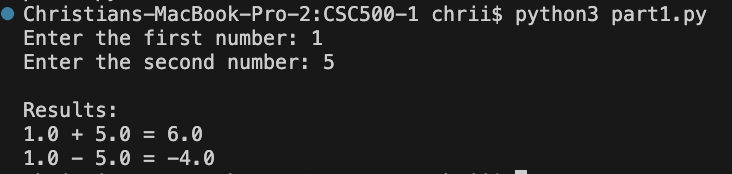 Christians-MacBook-Pro-2:CSC500-1 chrii$ python3 part1.py
Enter the first number: 1
Enter the second number: 5
Results:
1.0 + 5.0 = 6.0
1.0 - 5.0 = -4.0